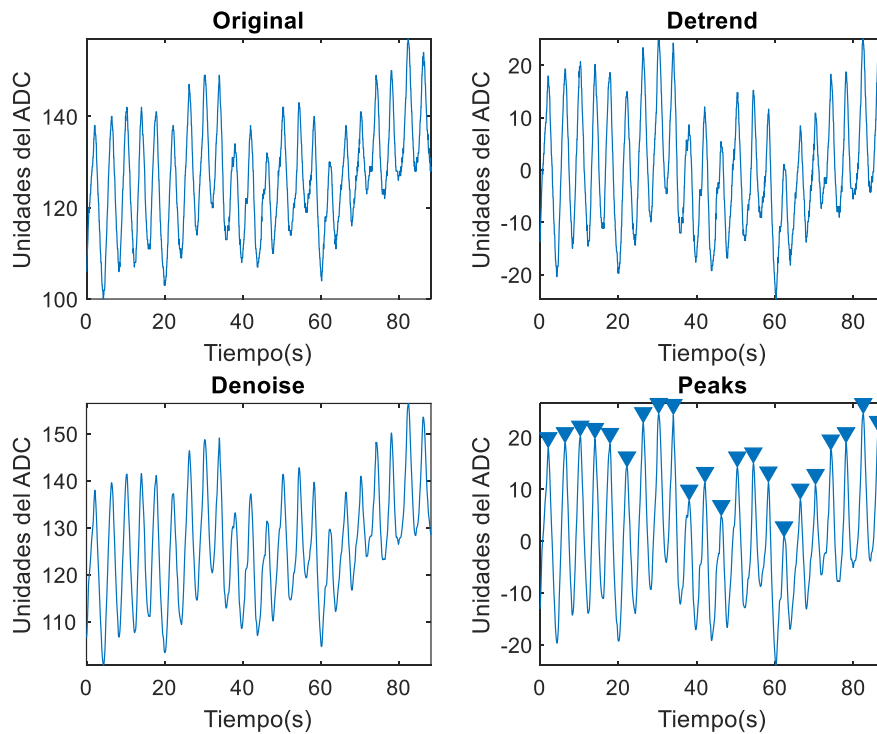 Original
Unidades del ADC
140
120
100
0 20 40 60 80
Tiempo(s)
Detrend
Unidades del ADC
20
10
0
-10
-20
0 20 40 60 80
Tiempo(s)
Denoise
Unidades del ADC
150
140
130
120
110
0 20 40 60 80
Tiempo(s)
Peaks
Unidades del ADC
20
10
0
-10
-20
0 20 40 60 80
Tiempo(s)